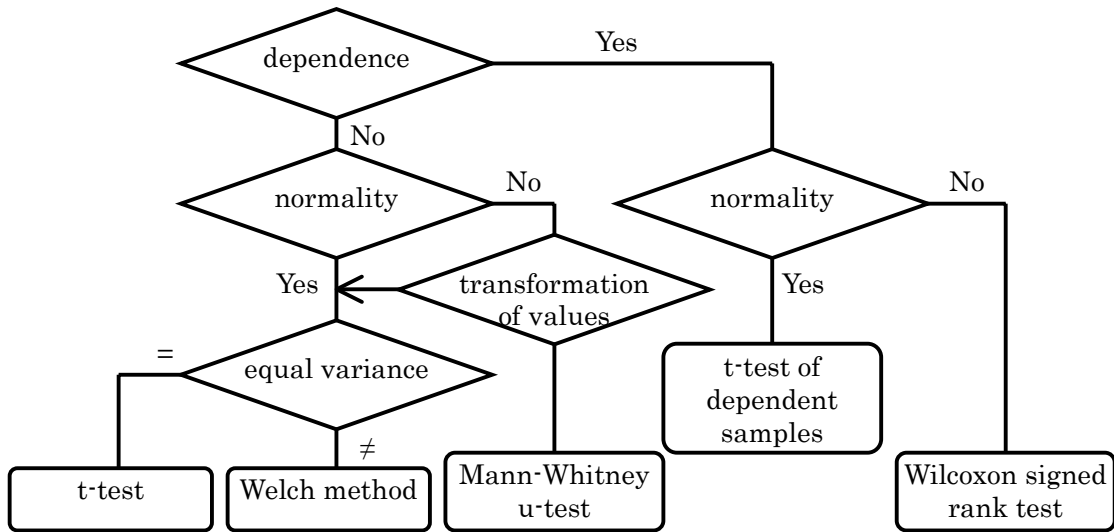 dependence
Yes
No
normality
No
normality
No
Yes
transformation
of values
Yes
=
equal variance
t-test of
dependent
samples
≠
t-test
Welch method
Mann-Whitney
u-test
Wilcoxon signed
rank test